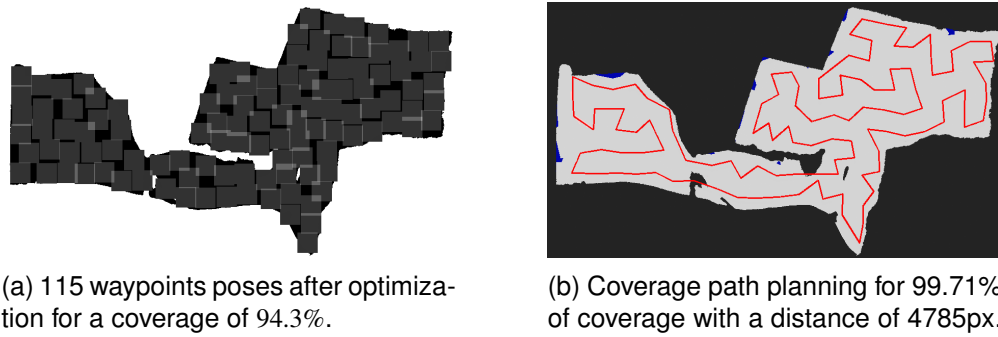 (a) 115 waypoints poses after optimiza-
tion for a coverage of 94.3%.
(b) Coverage path planning for 99.71%
of coverage with a distance of 4785px.